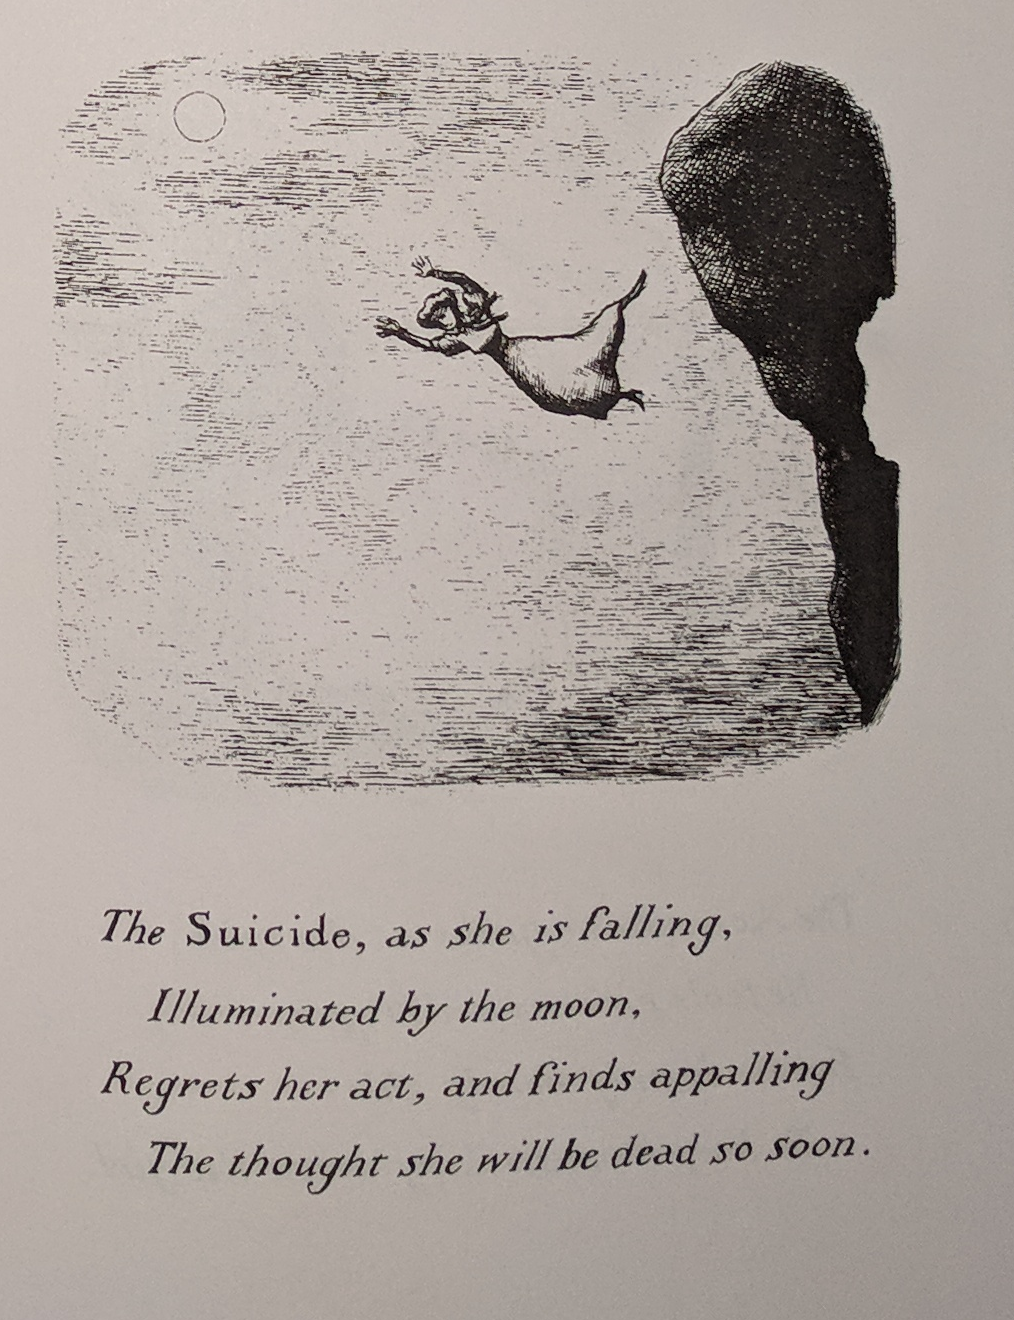 The Suicide, as she is falling,
Illuminated by the moon,
Regrets her act, and finds appalling
The thought she will be dead so soon.